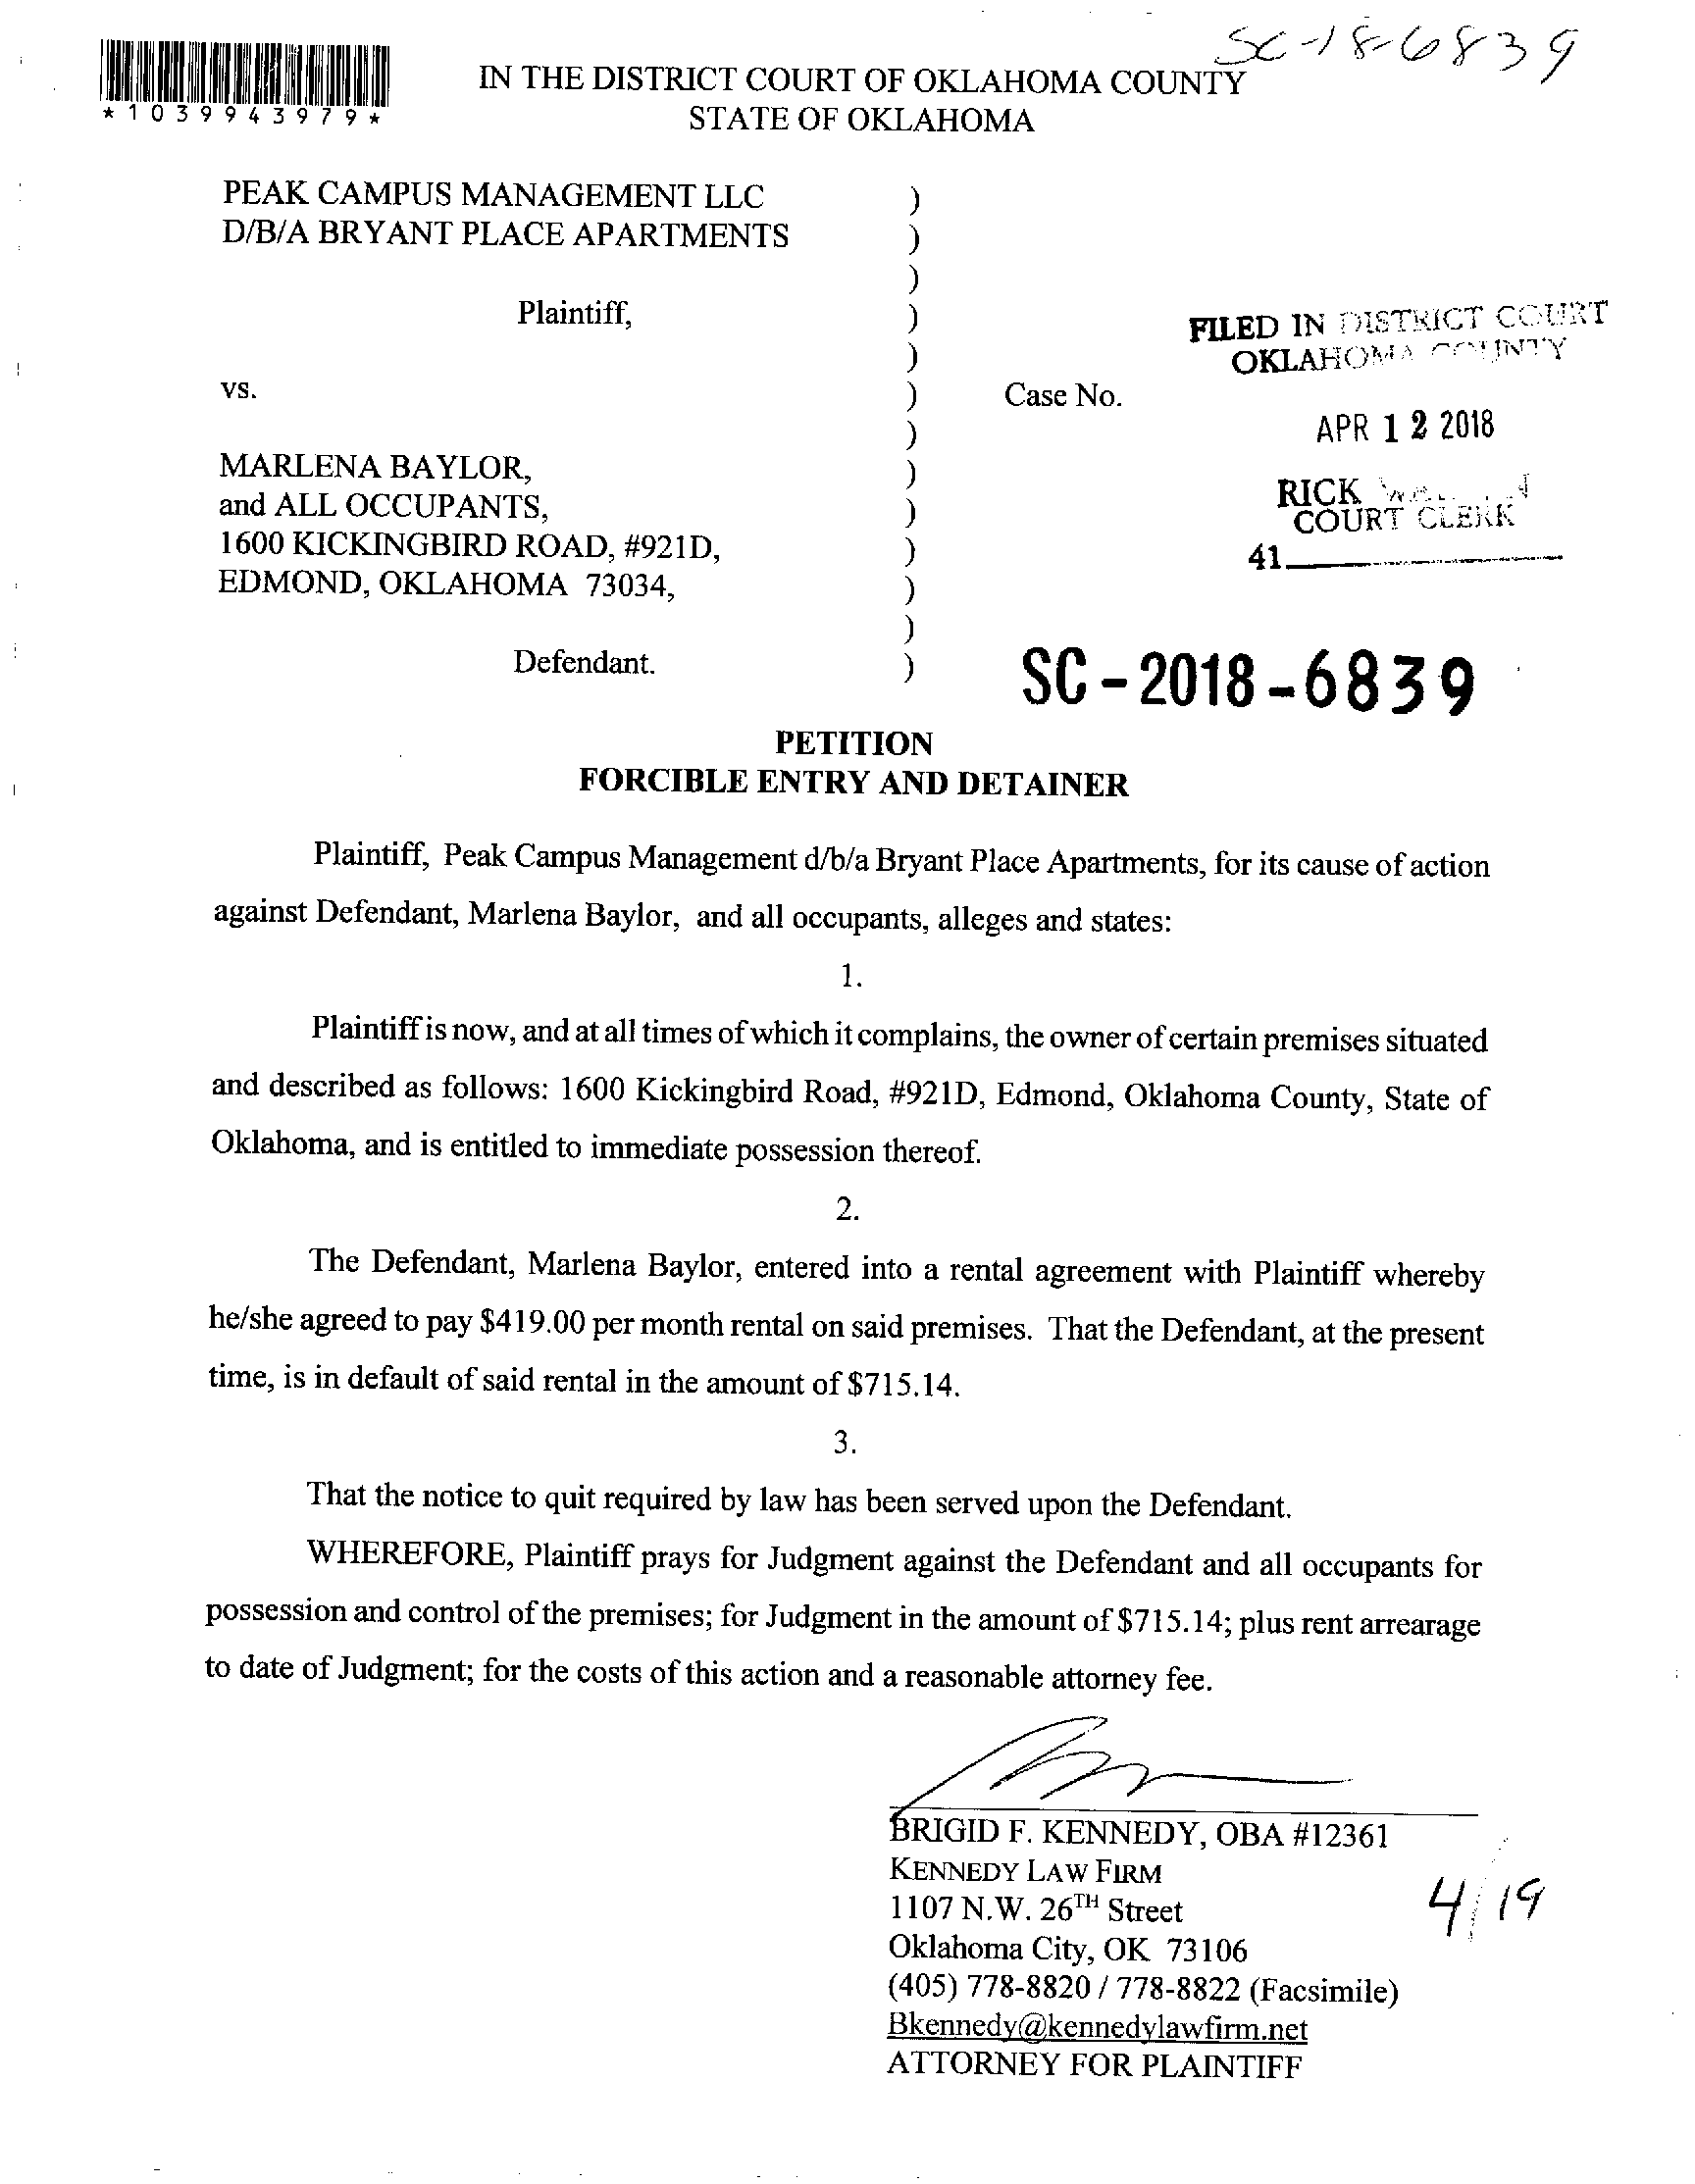 SC-18-6839
*1039943979*
IN THE DISTRICT COURT OF OKLAHOMA COUNTY
STATE OF OKLAHOMA
PEAK CAMPUS MANAGEMENT LLC )
D/B/A BRYANT PLACE APARTMENTS )
)
Plaintiff, )
FILED IN DISTRICT COURT
OKLAHOMA COUNTY
)
vs. ) Case No.
APR 12 2018
)
MARLENA BAYLOR, )
RICK
and ALL OCCUPANTS, )
COURT CLERK
1600 KICKINGBIRD ROAD, #921D, )
41
EDMOND, OKLAHOMA 73034, )
)
Defendant. )
SC-2018-6839
PETITION
FORCIBLE ENTRY AND DETAINER
Plaintiff, Peak Campus Management d/b/a Bryant Place Apartments, for its cause of action
against Defendant, Marlena Baylor, and all occupants, alleges and states:
1.
Plaintiff is now, and at all times of which it complains, the owner of certain premises situated
and described as follows: 1600 Kickingbird Road, #921D, Edmond, Oklahoma County, State of
Oklahoma, and is entitled to immediate possession thereof.
2.
The Defendant, Marlena Baylor, entered into a rental agreement with Plaintiff whereby
he/she agreed to pay $419.00 per month rental on said premises. That the Defendant, at the present
time, is in default of said rental in the amount of $715.14.
3.
That the notice to quit required by law has been served upon the Defendant.
WHEREFORE, Plaintiff prays for Judgment against the Defendant and all occupants for
possession and control of the premises; for Judgment in the amount of $715.14; plus rent arrearage
to date of Judgment; for the costs of this action and a reasonable attorney fee.
BRIGID F. KENNEDY, OBA #12361
KENNEDY LAW FIRM
1107 N.W. 26TH Street
4/19
Oklahoma City, OK 73106
(405) 778-8820 / 778-8822 (Facsimile)
Bkennedy@kennedylawfirm.net
ATTORNEY FOR PLAINTIFF